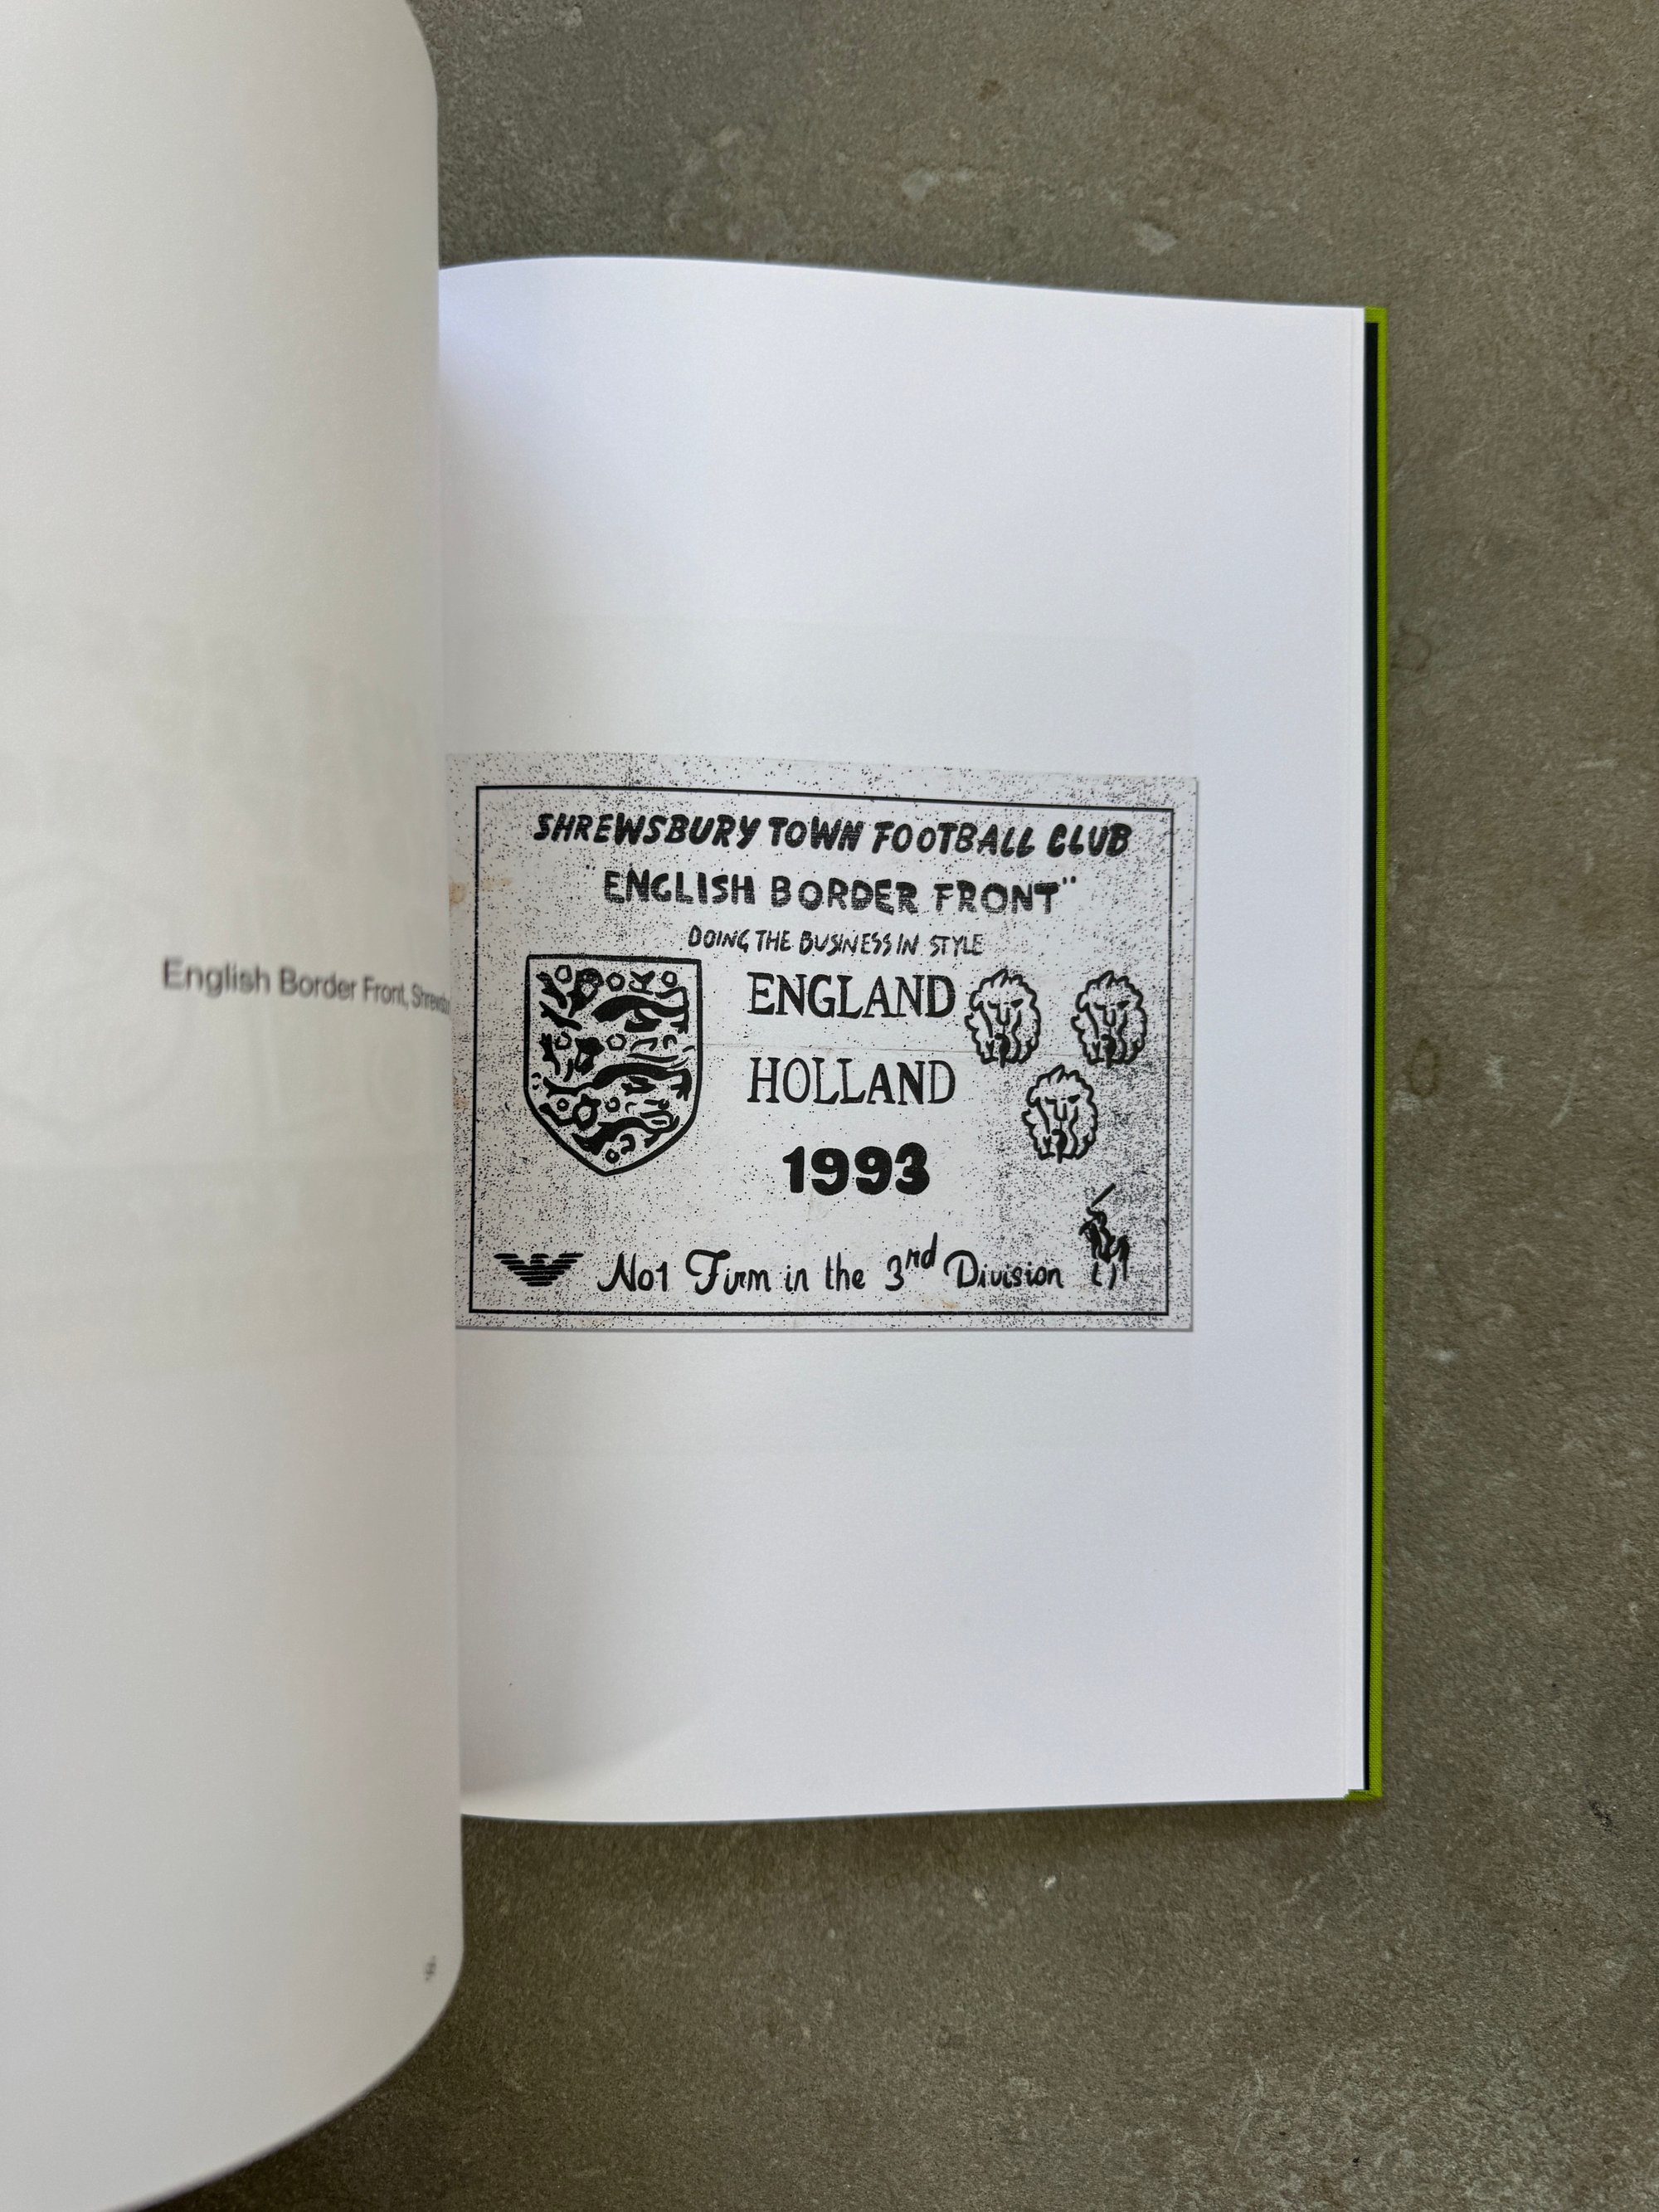 English Border Front,
SHREWSBURY TOWN FOOTBALL CLUB
"ENGLISH BORDER FRONT"
DOING THE BUSINESS IN STYLE
ENGLAND
HOLLAND
1993
No1 Firm in the 3rd Division